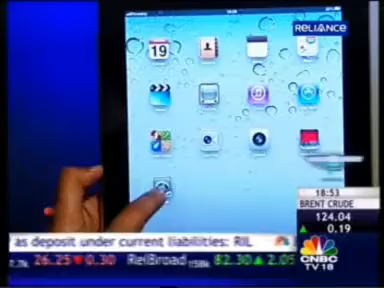 RELIANCE
19
18:53
BRENT CRUDE
124.04
0.19
as deposit under current liabilities: RIL
26.25 0.30 RelBroad 1158k 82.30 2.05
CNBC
TV 18